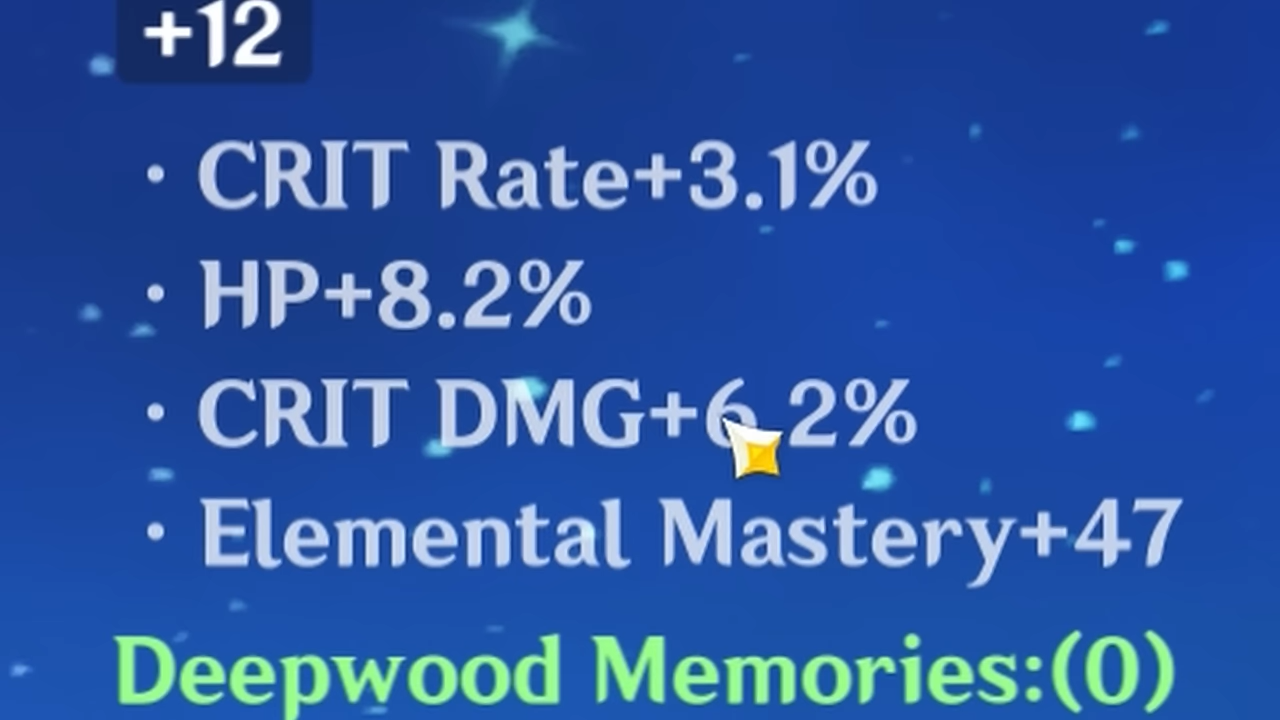 +12
· CRIT Rate+3.1%
· HP+8.2%
· CRIT DMG+6.2%
· Elemental Mastery+47
Deepwood Memories:(0)